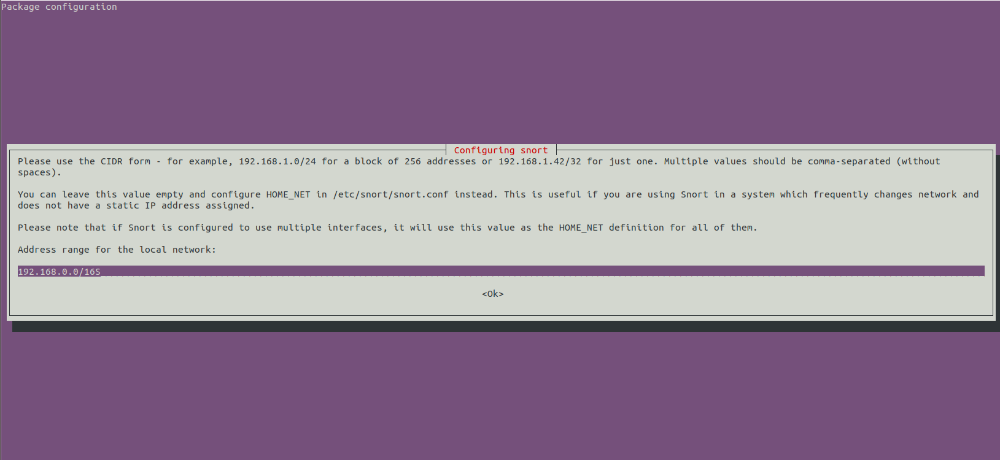 Package configuration
Configuring snort
Please use the CIDR form - for example, 192.168.1.0/24 for a block of 256 addresses or 192.168.1.42/32 for just one. Multiple values should be comma-separated (without
spaces).
You can leave this value empty and configure HOME_NET in /etc/snort/snort.conf instead. This is useful if you are using Snort in a system which frequently changes network and
does not have a static IP address assigned.
Please note that if Snort is configured to use multiple interfaces, it will use this value as the HOME_NET definition for all of them.
Address range for the local network:
192.168.0.0/16S
<Ok>